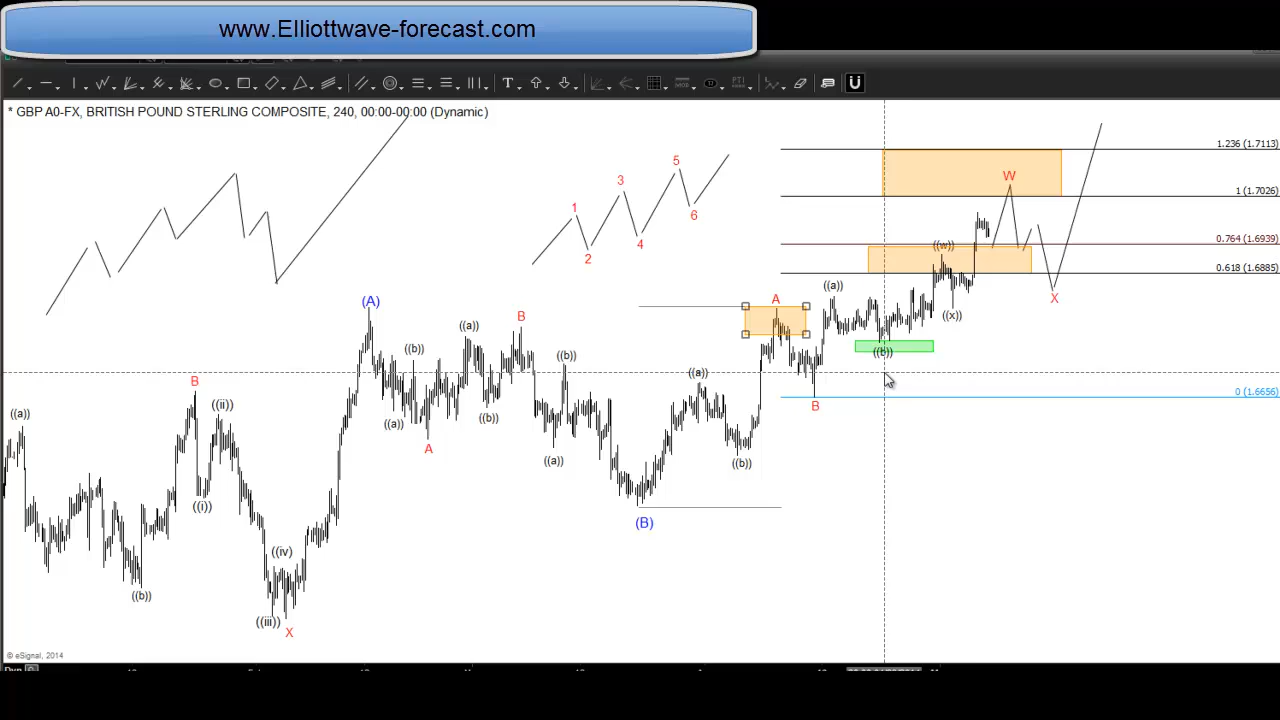 www.Elliottwave-forecast.com
T
* GBP A0-FX, BRITISH POUND STERLING COMPOSITE, 240, 00:00-00:00 (Dynamic)
1.236 (1.7113)
5
W
3
1 (1.7026)
1
6
4
2
0.764 (1.6939)
((w))
0.618 (1.6885)
((a))
X
(A)
A
B
((x))
((a))
((b))
((b))
((b))
((a))
B
0 (1.6656)
((ii))
((a))
B
((b))
((a))
A
((a))
((b))
((i))
(B)
((iv)
((b))
((iii))
X
© eSignal, 2014
Dyn